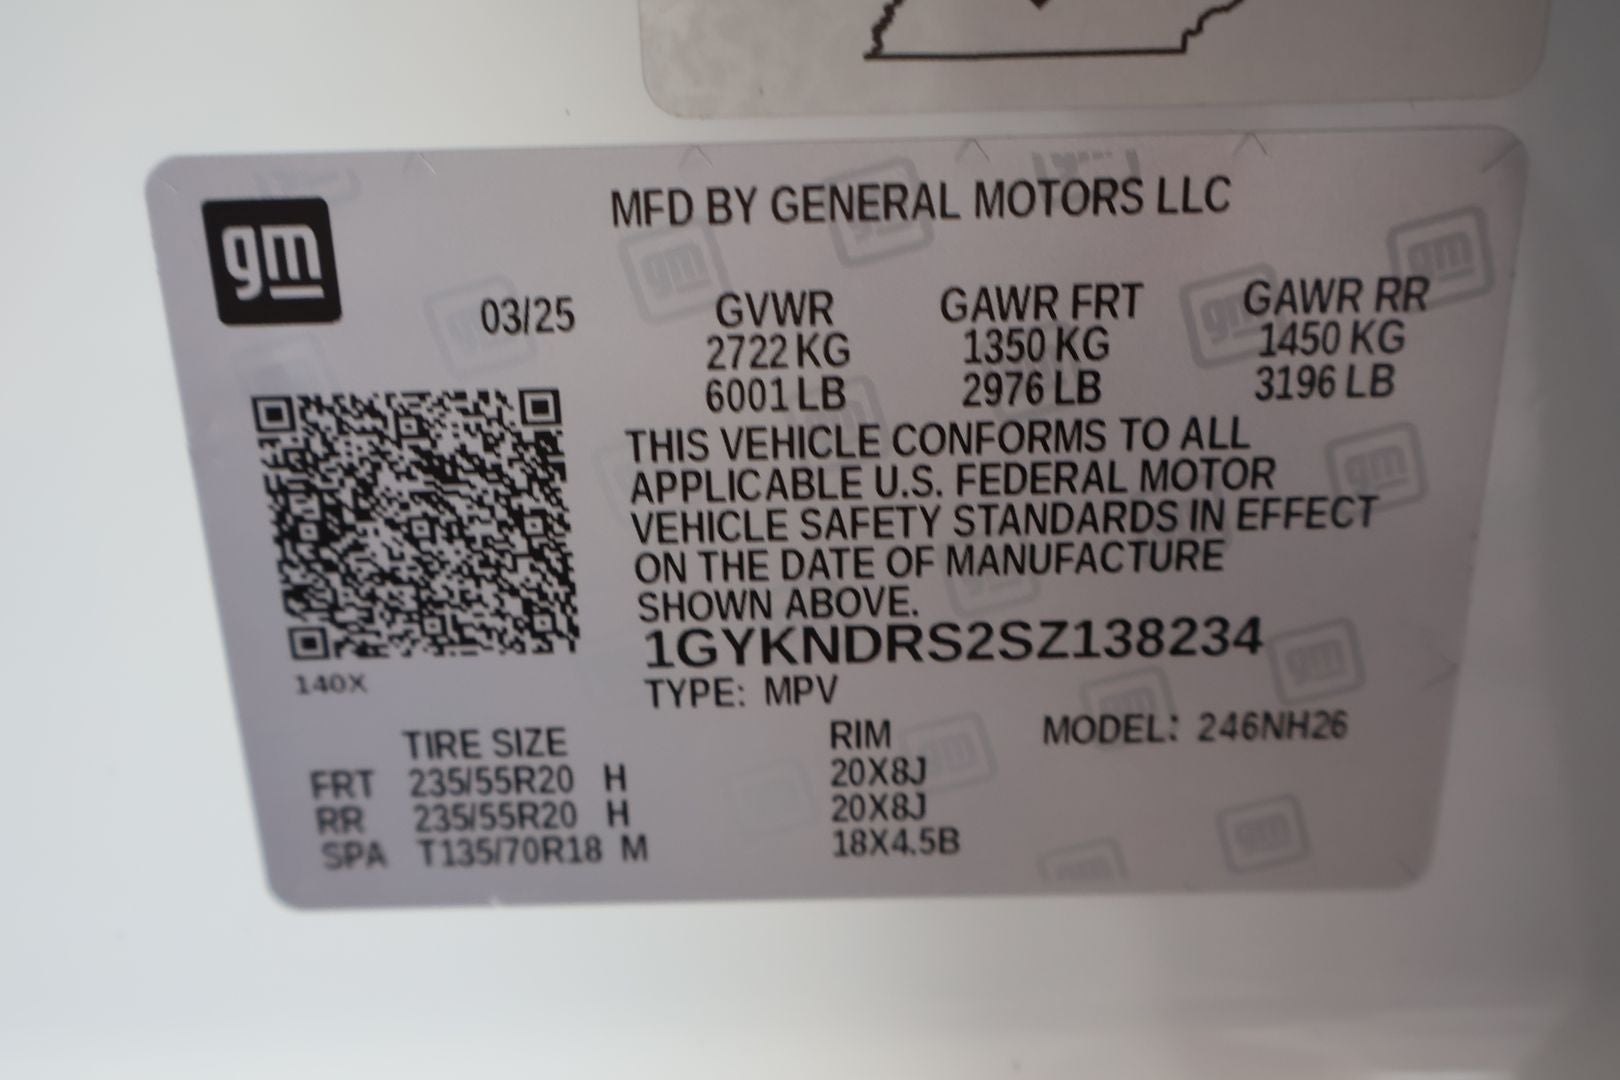 gm
MFD BY GENERAL MOTORS LLC
03/25 GVWR GAWR FRT GAWR RR
2722 KG 1350 KG 1450 KG
6001 LB 2976 LB 3196 LB
THIS VEHICLE CONFORMS TO ALL
APPLICABLE U.S. FEDERAL MOTOR
VEHICLE SAFETY STANDARDS IN EFFECT
ON THE DATE OF MANUFACTURE
SHOWN ABOVE.
1GYKNDRS2SZ138234
140X
TYPE: MPV
TIRE SIZE RIM MODEL: 246NH26
FRT 235/55R20 H 20X8J
RR 235/55R20 H 20X8J
SPA T135/70R18 M 18X4.5B